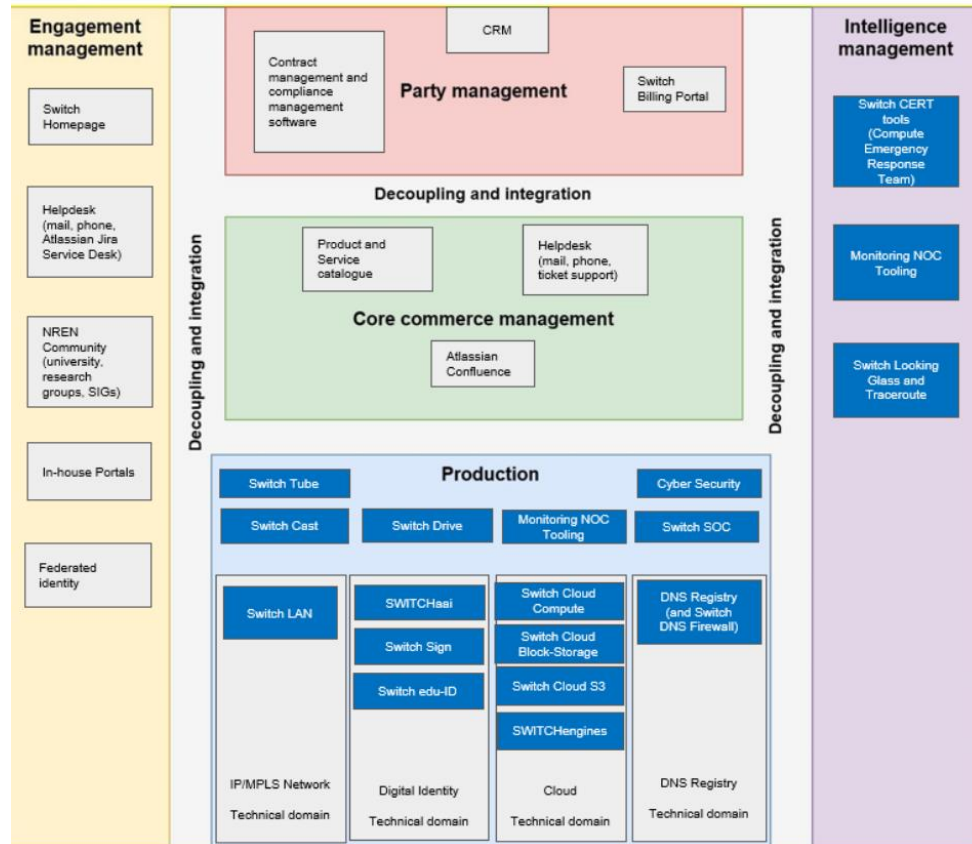 Engagement
management
Switch
Homepage
Helpdesk
(mail, phone,
Atlassian Jira
Service Desk)
NREN
Community
(university,
research
groups, SIGs)
In-house Portals
Federated
identity
Decoupling and integration
CRM
Contract
management and
compliance
management
software
Party management
Switch
Billing Portal
Decoupling and integration
Product and
Service
catalogue
Helpdesk
(mail, phone,
ticket support)
Core commerce management
Atlassian
Confluence
Decoupling and integration
Production
Switch Tube
Cyber Security
Switch Cast
Switch Drive
Monitoring NOC
Tooling
Switch SOC
Switch LAN
IP/MPLS Network
Technical domain
SWITCHaai
Switch Sign
Switch edu-ID
Digital Identity
Technical domain
Switch Cloud
Compute
Switch Cloud
Block-Storage
Switch Cloud S3
SWITCHengines
Cloud
Technical domain
DNS Registry
(and Switch
DNS Firewall)
DNS Registry
Technical domain
Intelligence
management
Switch CERT
tools
(Compute
Emergency
Response
Team)
Monitoring NOC
Tooling
Switch Looking
Glass and
Traceroute